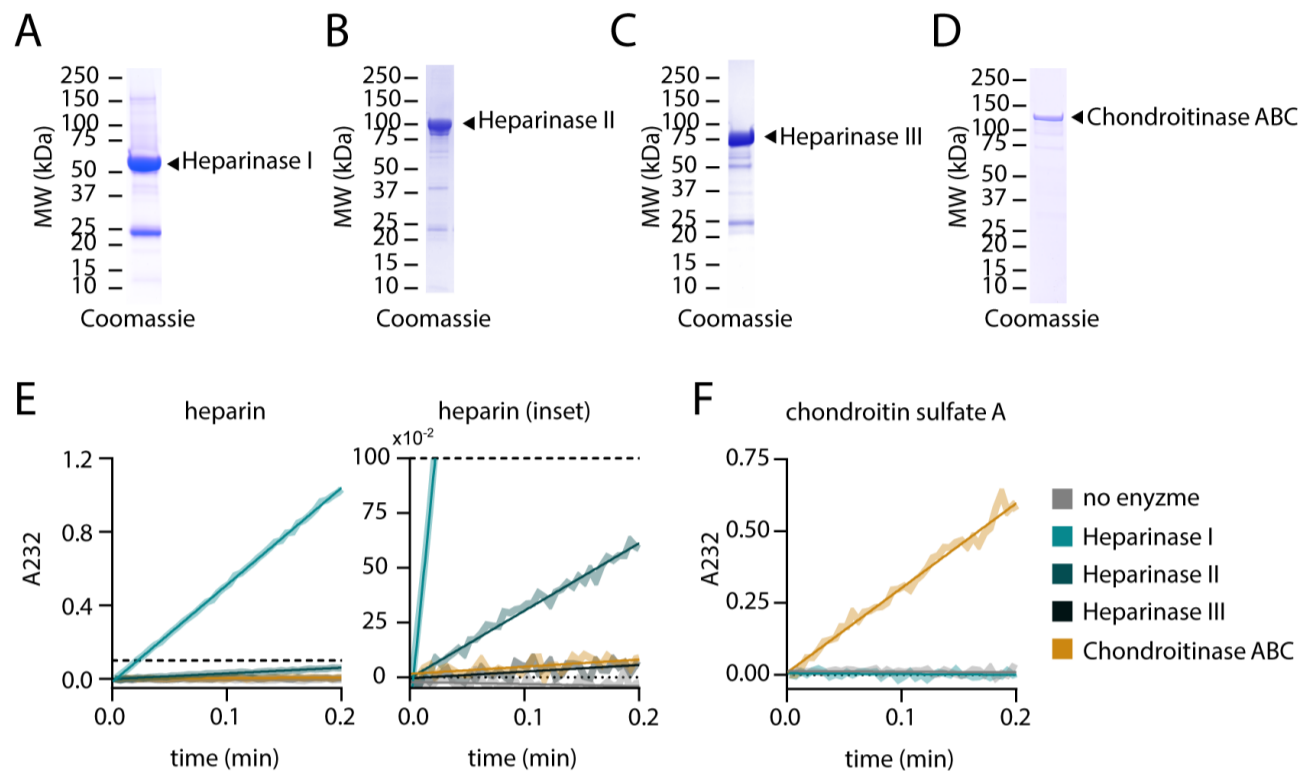 A
250
150
100
75
50
37
25
20
15
10
MW (kDa)
Heparinase I
Coomassie
B
250
150
100
75
50
37
25
20
15
10
MW (kDa)
Heparinase II
Coomassie
C
250
150
100
75
50
37
25
20
15
10
MW (kDa)
Heparinase III
Coomassie
D
250
150
100
75
50
37
25
20
15
10
MW (kDa)
Chondroitinase ABC
Coomassie
E
heparin
1.2
0.8
0.4
0.0
A232
0.0 0.1 0.2
time (min)
heparin (inset)
x10-2
100
75
50
25
0
0.0 0.1 0.2
time (min)
F
chondroitin sulfate A
0.75
0.50
0.25
0.00
A232
0.0 0.1 0.2
time (min)
no enyzme
Heparinase I
Heparinase II
Heparinase III
Chondroitinase ABC